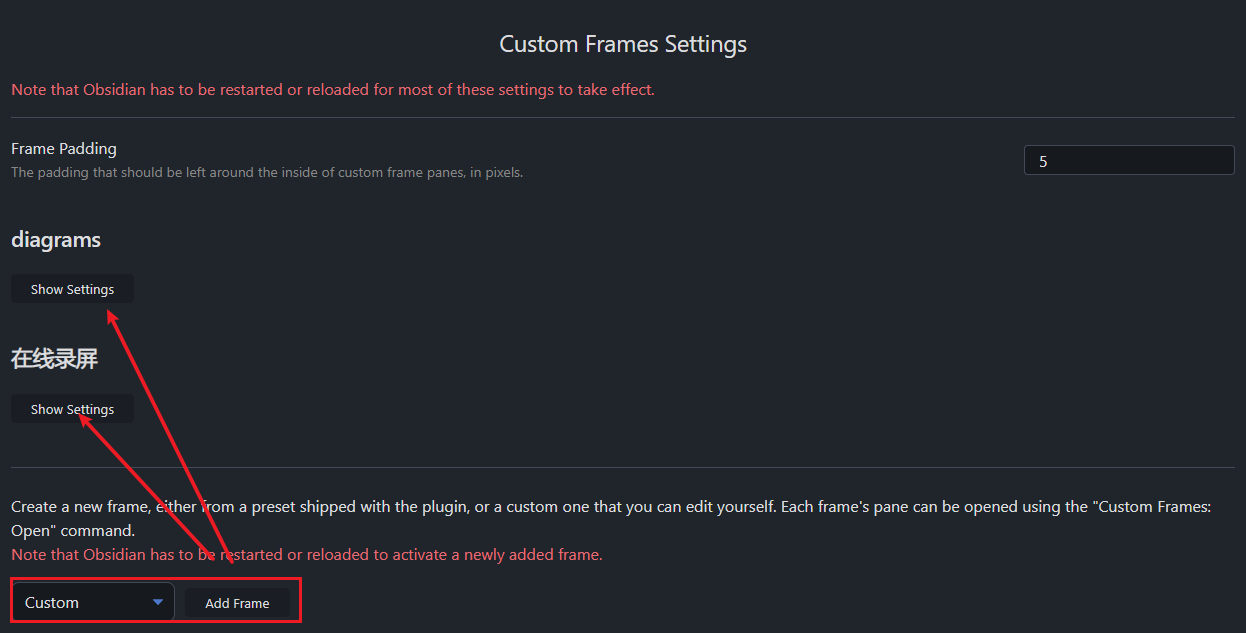 Custom Frames Settings
Note that Obsidian has to be restarted or reloaded for most of these settings to take effect.
Frame Padding
The padding that should be left around the inside of custom frame panes, in pixels.
5
diagrams
Show Settings
在线录屏
Show Settings
Create a new frame, either from a preset shipped with the plugin, or a custom one that you can edit yourself. Each frame's pane can be opened using the "Custom Frames:
Open" command.
Note that Obsidian has to be restarted or reloaded to activate a newly added frame.
Custom
Add Frame